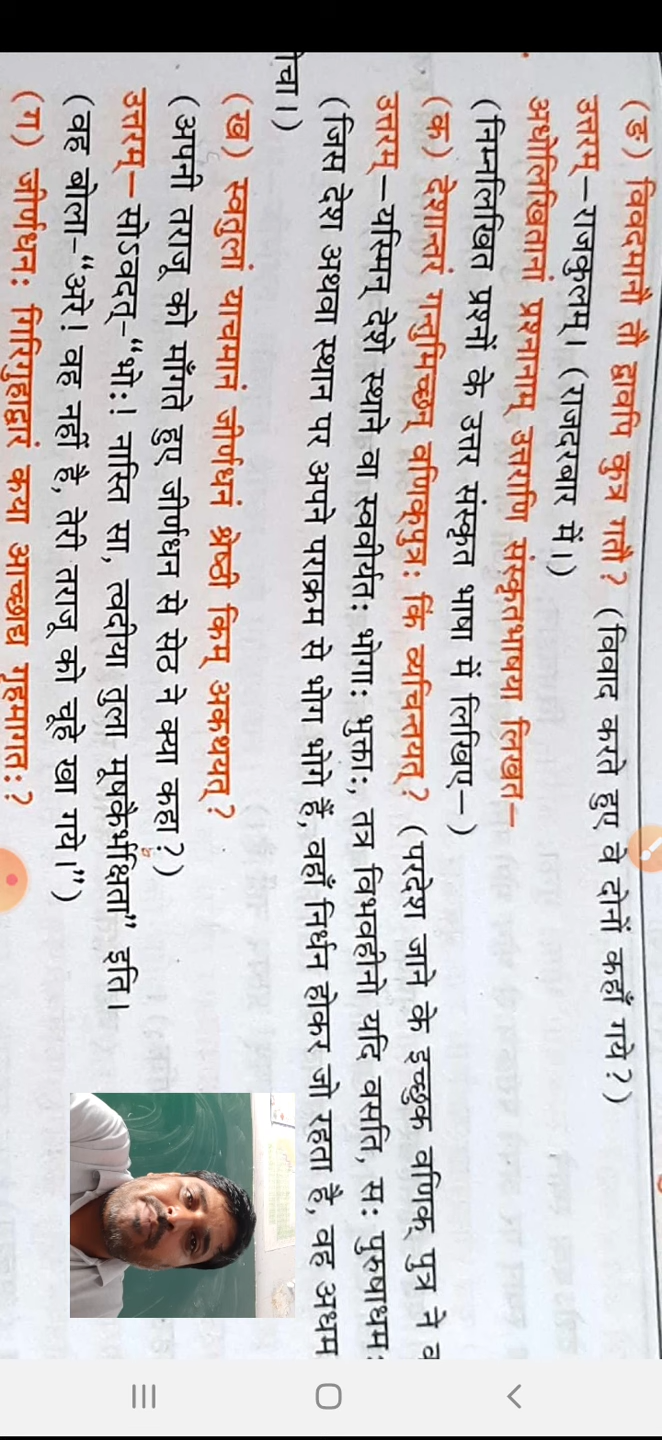 (ङ) विवदमानौ तौ द्वावपि कुत्र गतौ? (विवाद करते हुए वे दोनों कहाँ गये?)
उत्तरम्–राजकुलम्। (राजदरबार में।)
अधोलिखितानां प्रश्नानाम् उत्तराणि संस्कृतभाषया लिखत–
(निम्नलिखित प्रश्नों के उत्तर संस्कृत भाषा में लिखिए–)
(क) देशान्तरं गन्तुमिच्छन् वणिक्पुत्रः किं व्यचिन्तयत्? (परदेश जाने के इच्छुक वणिक् पुत्र ने
उत्तरम्–यस्मिन् देशे स्थाने वा स्ववीर्यतः भोगाः भुक्ताः, तत्र विभवहीनो यदि वसति, सः पुरुषाधमः
(जिस देश अथवा स्थान पर अपने परक्रम से भोग भोगे हैं, वहाँ निर्धन होकर जो रहता है, वह अधम
ोचा।)
(ख) स्वतुलां याचमानं जीर्णधनं श्रेष्ठी किम् अकथयत्?
(अपनी तराजू को माँगते हुए जीर्णधन से सेठ ने क्या कहा?)
उत्तरम्–सोऽवदत्–“भोः! नास्ति सा, त्वदीया तुला मूषकैर्भक्षिता” इति।
(वह बोला–“अरे! वह नहीं है, तेरी तराजू को चूहे खा गये।”)
(ग) जीर्णधनः गिरिगुहाद्वारं कया आच्छाद्य गृहमागतः?